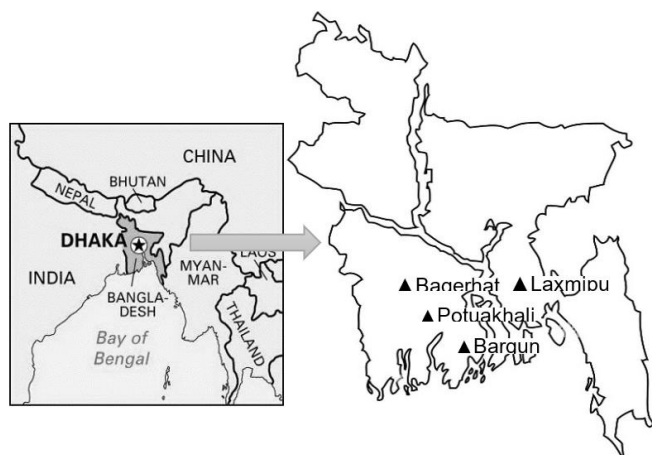 CHINA
BHUTAN
NEPAL
DHAKA
INDIA
MYAN-
MAR
LAOS
BANGLA-
DESH
THAILAND
Bay of
Bengal
Bagerhat
Laxmipu
Potuakhali
Bargun